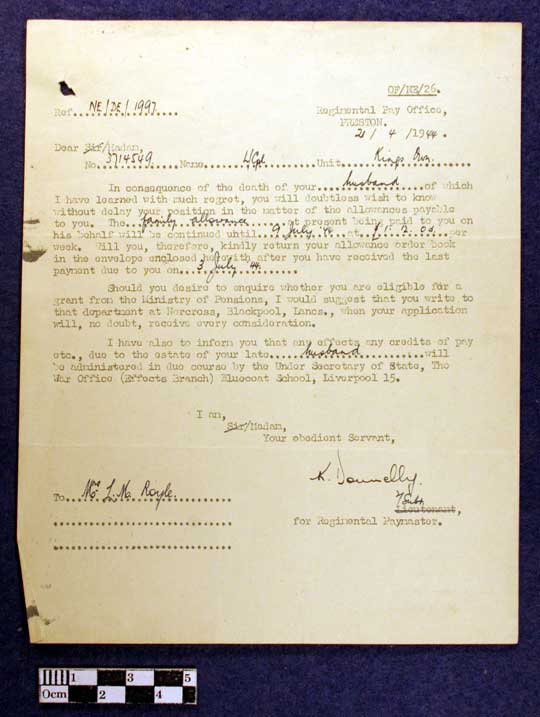 OF/NE/26.
Ref. NE/DE/1997
Regimental Pay Office,
PRESTON.
21/4/1944.
Dear Sir/Madam,
No. 3714549 Name L/Cpl Unit Kings Own
In consequence of the death of your husband of which
I have learned with much regret, you will doubtless wish to know
without delay your position in the matter of the allowances payable
to you. The family allowance at present being paid to you on
his behalf will be continued until 9 July '44 at £1. 12. 0d. per
week. Will you, therefore, kindly return your allowance order book
in the envelope enclosed herewith after you have received the last
payment due to you on 3 July 44.
Should you desire to enquire whether you are eligible for a
grant from the Ministry of Pensions, I would suggest that you write to
that department at Norcross, Blackpool, Lancs., when your application
will, no doubt, receive every consideration.
I have also to inform you that any effects any credits of pay
etc., due to the estate of your late husband will
be administered in due course by the Under Secretary of State, The
War Office (Effects Branch) Bluecoat School, Liverpool 15.
I am,
Sir/Madam,
Your obedient Servant,
K. Donnelly.
Lieutenant,
for Regimental Paymaster.
To Mrs L. M. Royle
0cm 1 2 3 4 5